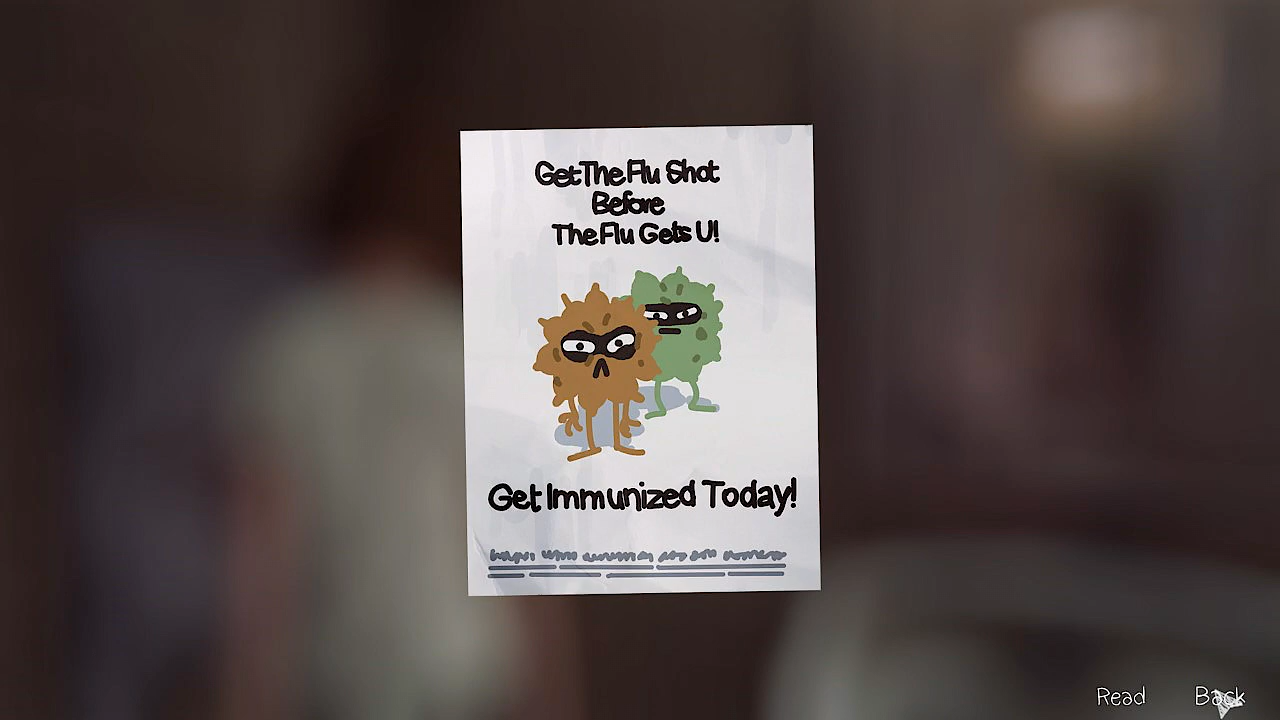 Get The Flu Shot
Before
The Flu Gets U!
Get Immunized Today!
Read
Back